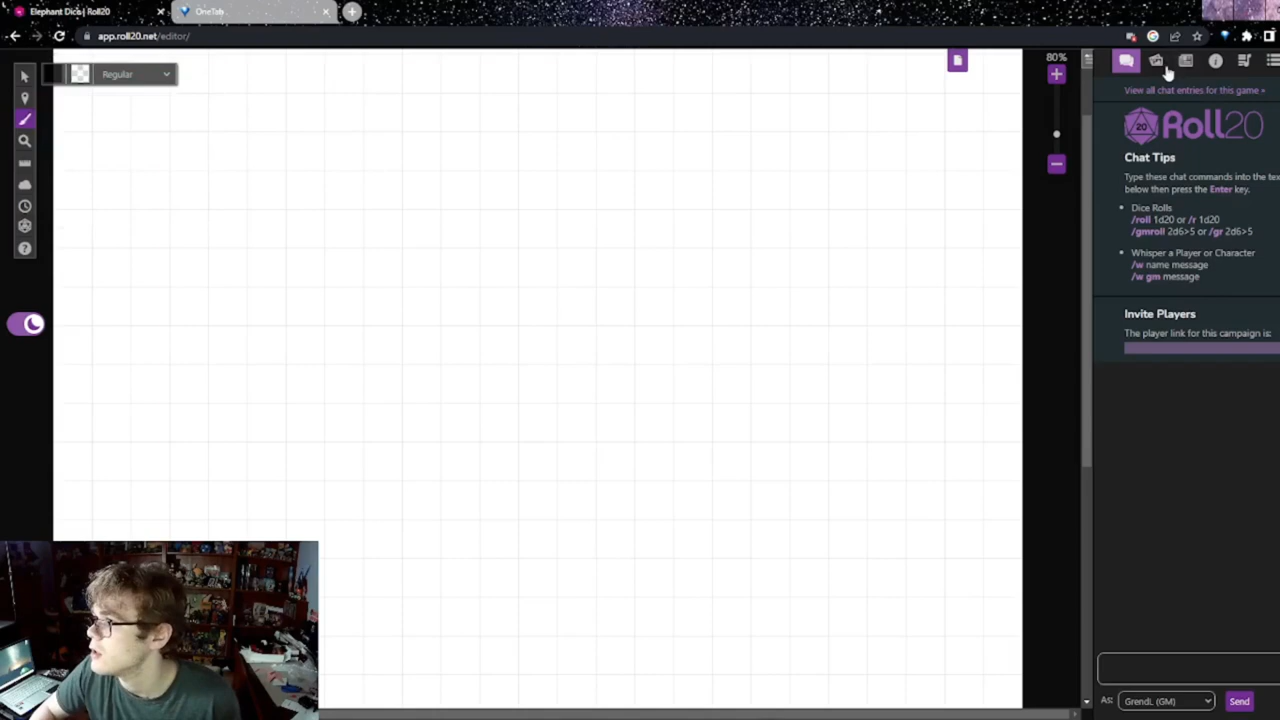 Elephant Dice | Roll20
OneTab
app.roll20.net/editor/
Regular
80%
View all chat entries for this game »
20
Roll20
Chat Tips
Type these chat commands into the tex
below then press the Enter key.
Dice Rolls
/roll 1d20 or /r 1d20
/gmroll 2d6>5 or /gr 2d6>5
Whisper a Player or Character
/w name message
/w gm message
Invite Players
The player link for this campaign is:
As:
GrendL (GM)
Send